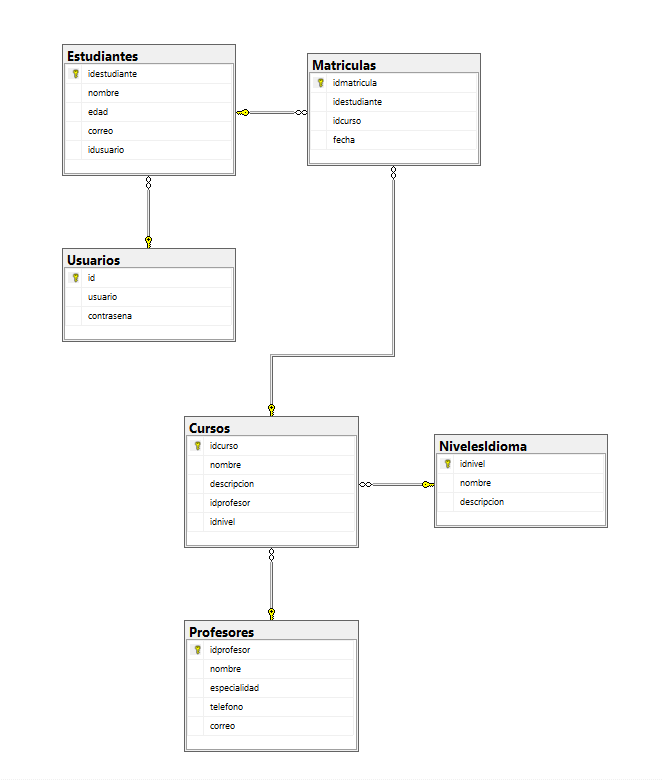 Estudiantes
idestudiante
nombre
edad
correo
idusuario
Matriculas
idmatricula
idestudiante
idcurso
fecha
Usuarios
id
usuario
contrasena
Cursos
idcurso
nombre
descripcion
idprofesor
idnivel
NivelesIdioma
idnivel
nombre
descripcion
Profesores
idprofesor
nombre
especialidad
telefono
correo